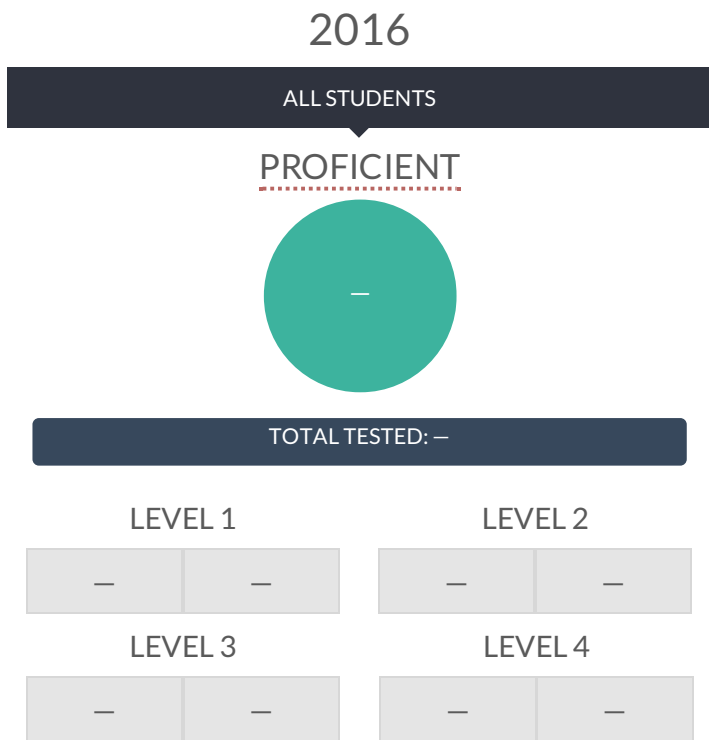 2016
ALL STUDENTS
PROFICIENT
—
TOTAL TESTED: —
LEVEL 1 LEVEL 2
— — — —
LEVEL 3 LEVEL 4
— — — —